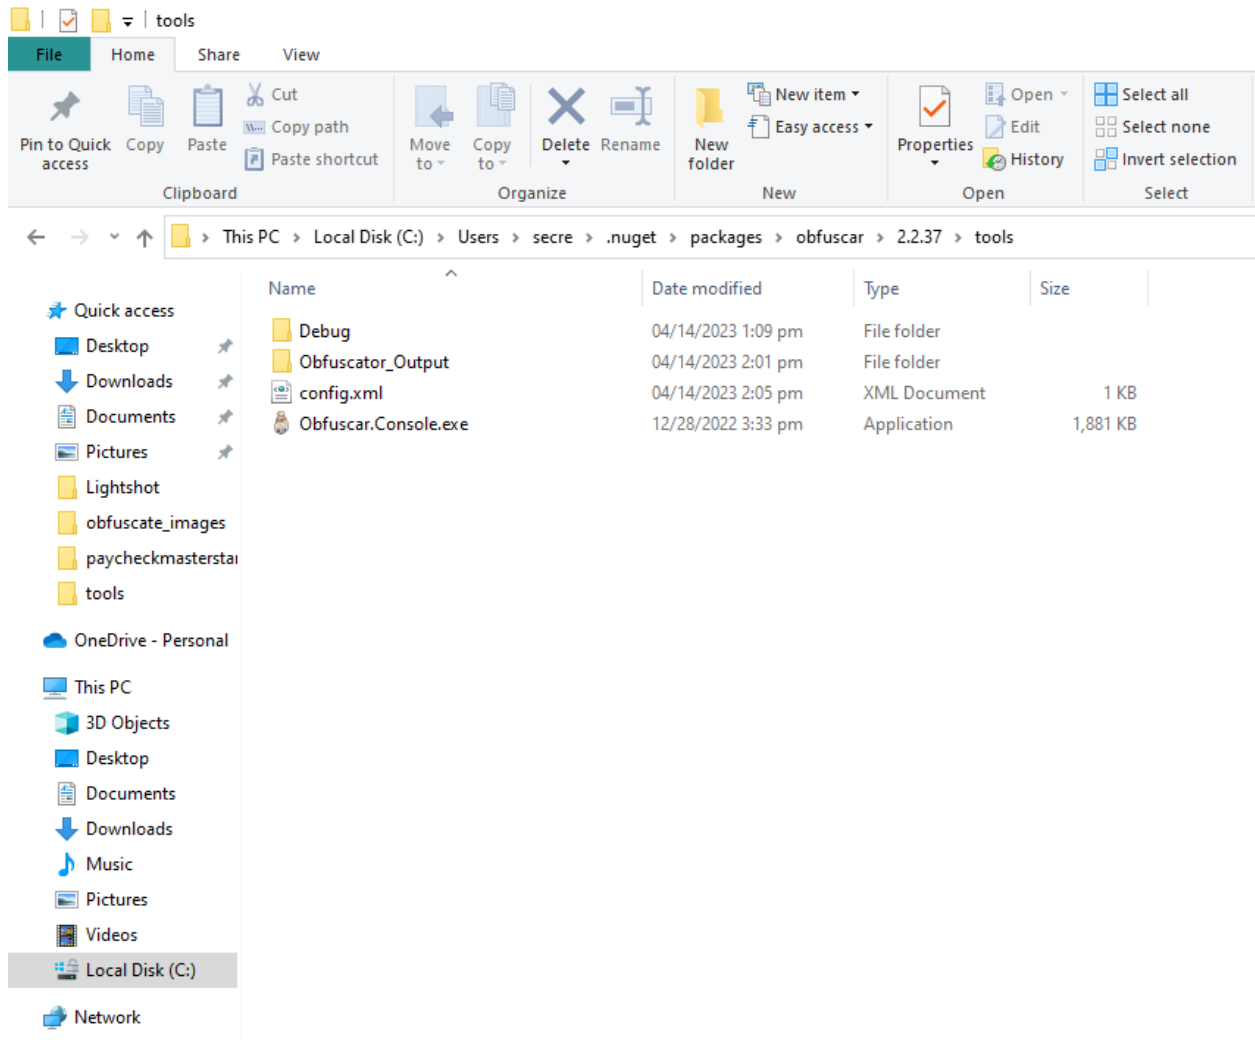 tools
File Home Share View
Pin to Quick access
Copy
Paste
Cut
Copy path
Paste shortcut
Clipboard
Move to
Copy to
Delete
Rename
Organize
New folder
New item
Easy access
New
Properties
Open
Edit
History
Open
Select all
Select none
Invert selection
Select
This PC > Local Disk (C:) > Users > secre > .nuget > packages > obfuscar > 2.2.37 > tools
Name Date modified Type Size
Debug 04/14/2023 1:09 pm File folder
Obfuscator_Output 04/14/2023 2:01 pm File folder
config.xml 04/14/2023 2:05 pm XML Document 1 KB
Obfuscar.Console.exe 12/28/2022 3:33 pm Application 1,881 KB
Quick access
Desktop
Downloads
Documents
Pictures
Lightshot
obfuscate_images
paycheckmastersta
tools
OneDrive - Personal
This PC
3D Objects
Desktop
Documents
Downloads
Music
Pictures
Videos
Local Disk (C:)
Network